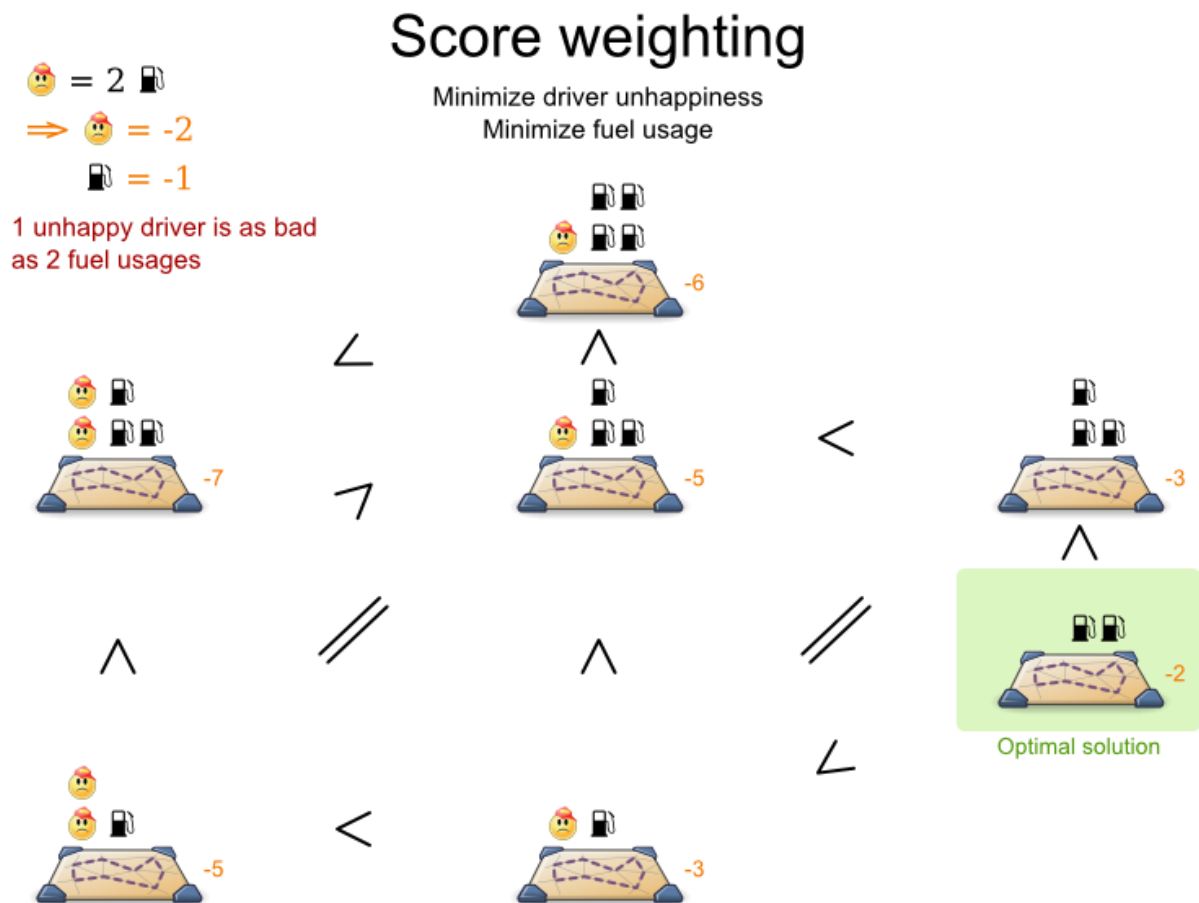 Score weighting
Minimize driver unhappiness
Minimize fuel usage
= 2
⇒ = -2
= -1
1 unhappy driver is as bad
as 2 fuel usages
-6
<
<
-7
-5
<
-3
<
<
=
<
=
<
-2
Optimal solution
<
-5
<
-3